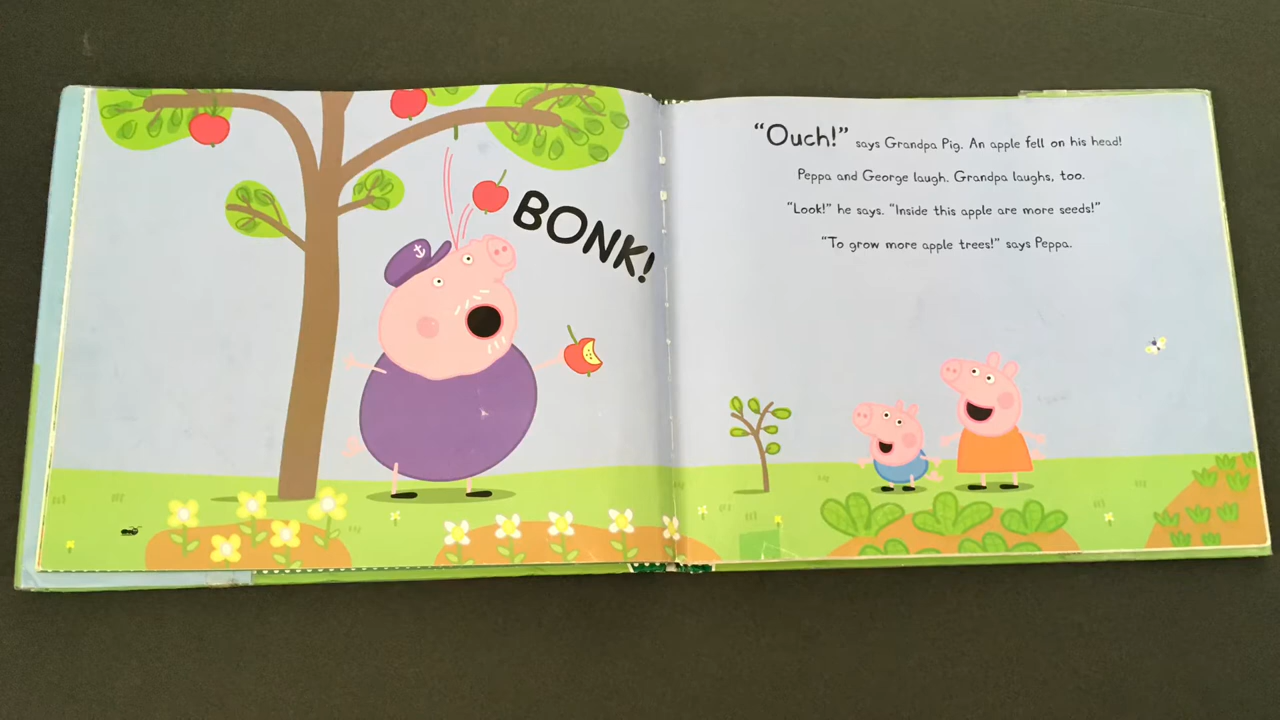 BONK!
“Ouch!” says Grandpa Pig. An apple fell on his head!
Peppa and George laugh. Grandpa laughs, too.
“Look!” he says. “Inside this apple are more seeds!”
“To grow more apple trees!” says Peppa.